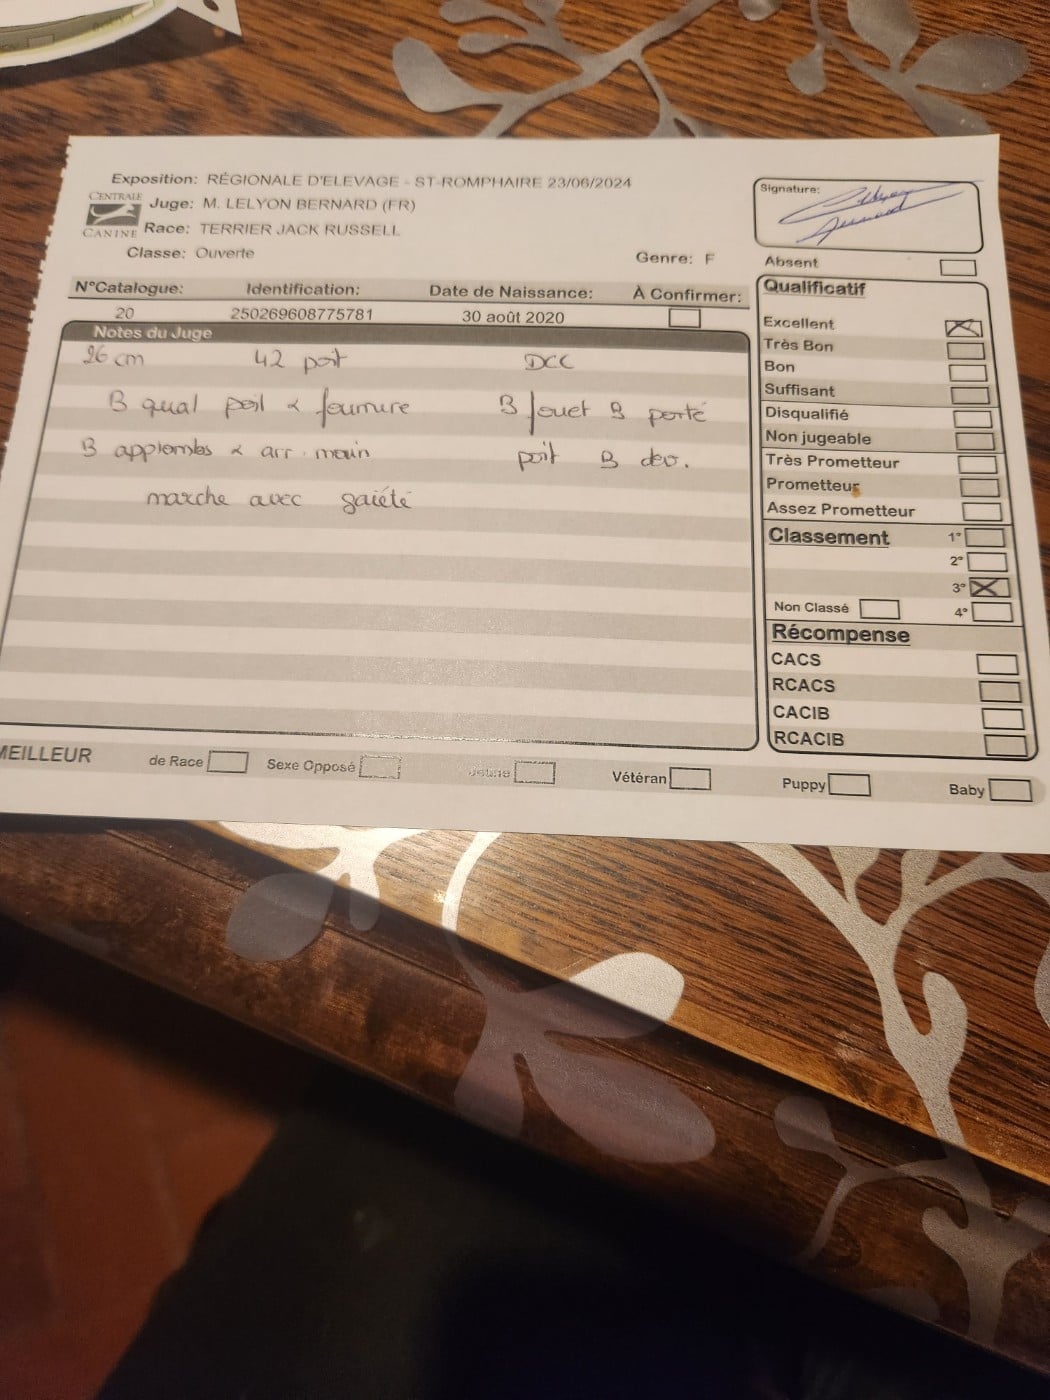 Exposition: RÉGIONALE D'ELEVAGE - ST-ROMPHAIRE 23/06/2024
CENTRALE
CANINE
Juge: M. LELYON BERNARD (FR)
Race: TERRIER JACK RUSSELL
Classe: Ouverte
Genre: F
N°Catalogue: Identification: Date de Naissance: À Confirmer:
20 250269608775781 30 août 2020
Notes du Juge
26 cm 42 poit DCC
B qual poil & fourrure B fouet B porté
B applombs & arr. main poit B dev.
marche avec gaiété
Signature:
Absent
Qualificatif
Excellent
Très Bon
Bon
Suffisant
Disqualifié
Non jugeable
Très Prometteur
Prometteur
Assez Prometteur
Classement 1°
2°
3°
Non Classé 4°
Récompense
CACS
RCACS
CACIB
RCACIB
MEILLEUR de Race Sexe Opposé Jeune Vétéran Puppy Baby